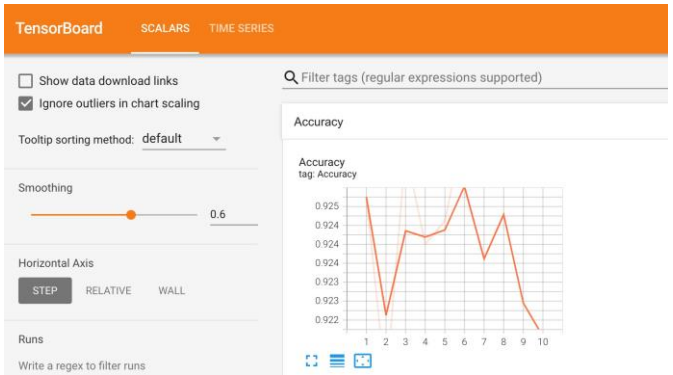 TensorBoard SCALARS TIME SERIES
Show data download links
Ignore outliers in chart scaling
Tooltip sorting method: default
Smoothing
0.6
Horizontal Axis
STEP RELATIVE WALL
Runs
Write a regex to filter runs
Filter tags (regular expressions supported)
Accuracy
Accuracy
tag: Accuracy
0.925
0.924
0.924
0.923
0.923
0.923
0.922
1 2 3 4 5 6 7 8 9 10